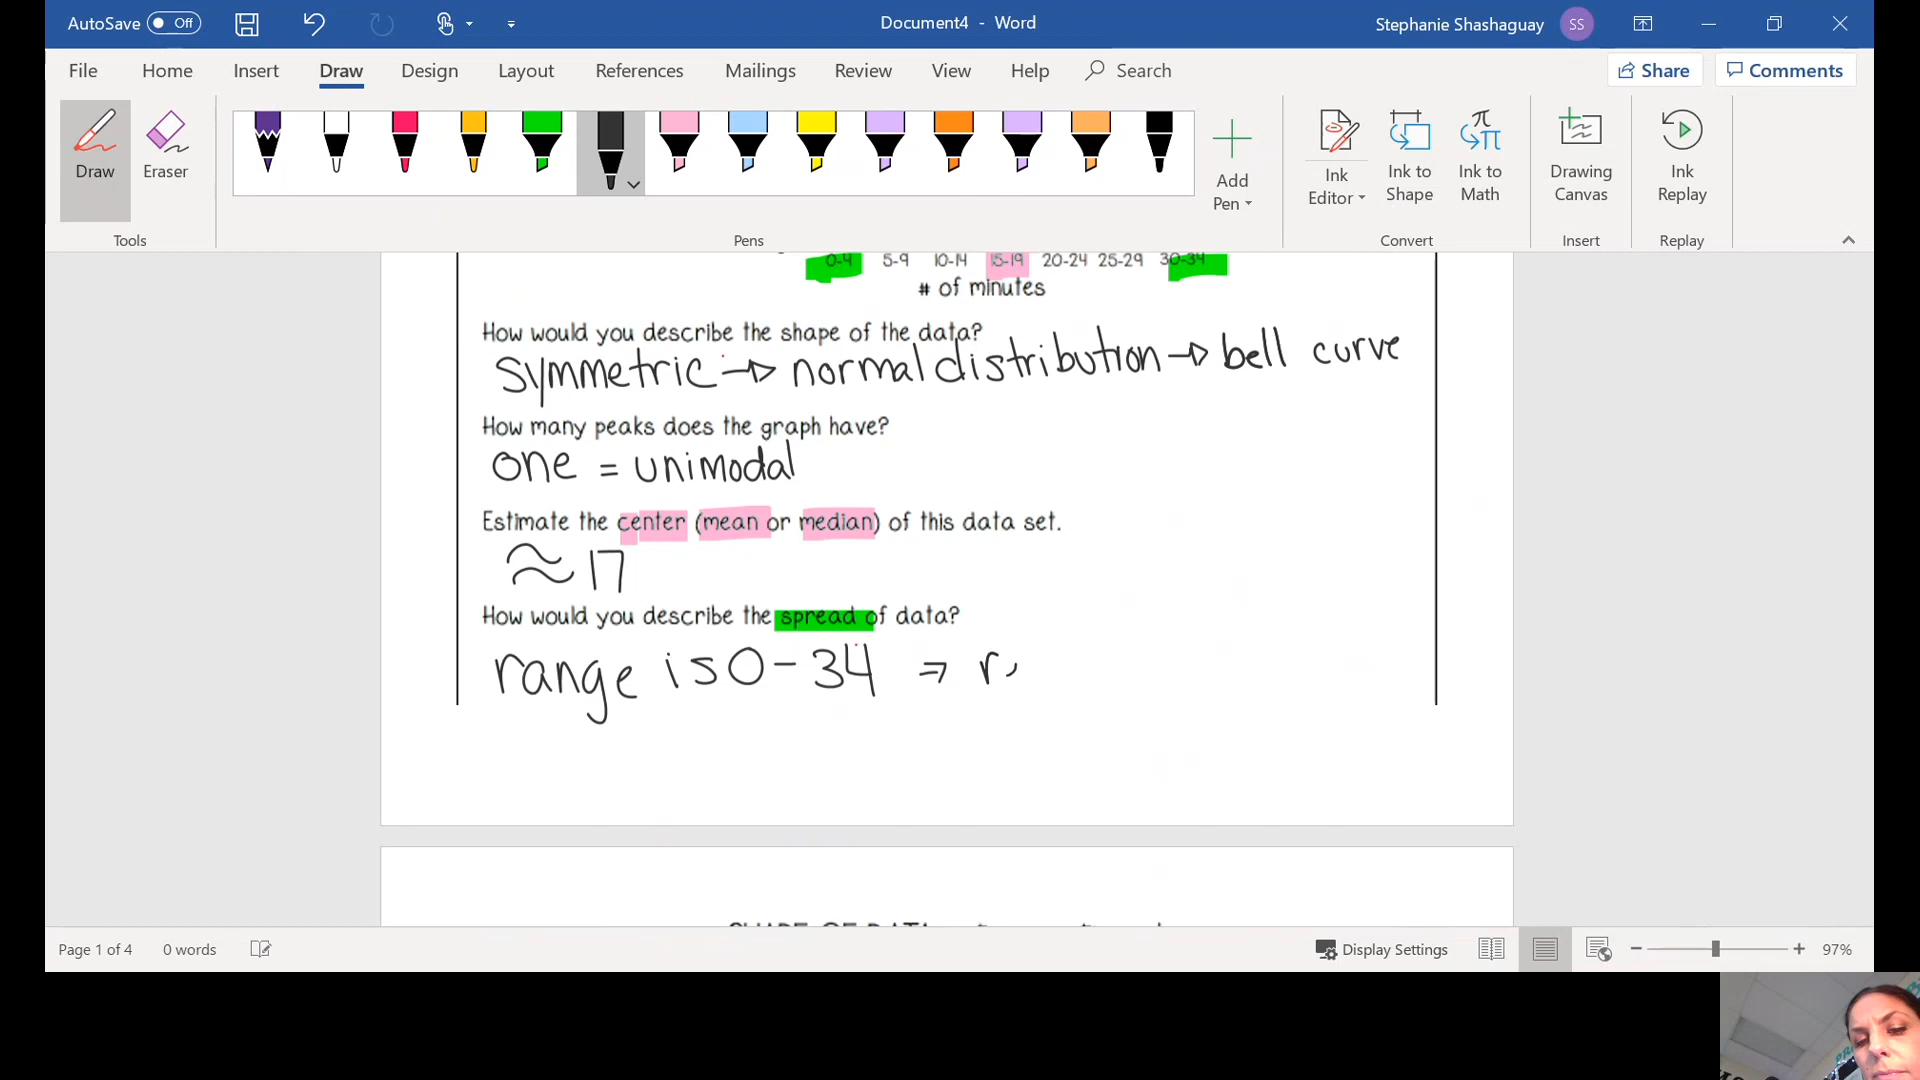 AutoSave Off
Document4 - Word
Stephanie Shashaguay SS
File Home Insert Draw Design Layout References Mailings Review View Help Search
Share Comments
Draw Eraser
Add Pen
Ink Editor
Ink to Shape
Ink to Math
Drawing Canvas
Ink Replay
Tools Pens Convert Insert Replay
0-4 5-9 10-14 15-19 20-24 25-29 30-34
# of minutes
How would you describe the shape of the data?
symmetric → normal distribution → bell curve
How many peaks does the graph have?
one = unimodal
Estimate the center (mean or median) of this data set.
≈ 17
How would you describe the spread of data?
range is 0-34 ⇒ r
SHAPE OF DATA
Page 1 of 4 0 words
Display Settings
97%